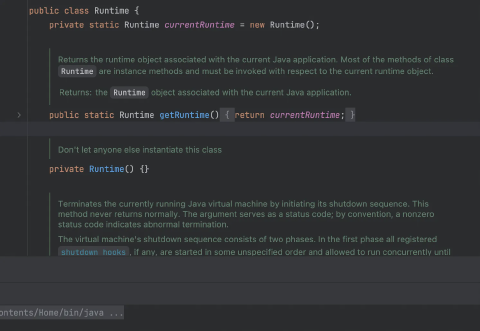 public class Runtime {
private static Runtime currentRuntime = new Runtime();
Returns the runtime object associated with the current Java application. Most of the methods of class
Runtime are instance methods and must be invoked with respect to the current runtime object.
Returns: the Runtime object associated with the current Java application.
public static Runtime getRuntime() { return currentRuntime; }
Don't let anyone else instantiate this class
private Runtime() {}
Terminates the currently running Java virtual machine by initiating its shutdown sequence. This
method never returns normally. The argument serves as a status code; by convention, a nonzero
status code indicates abnormal termination.
The virtual machine's shutdown sequence consists of two phases. In the first phase all registered
shutdown hooks, if any, are started in some unspecified order and allowed to run concurrently until
ontents/Home/bin/java ...